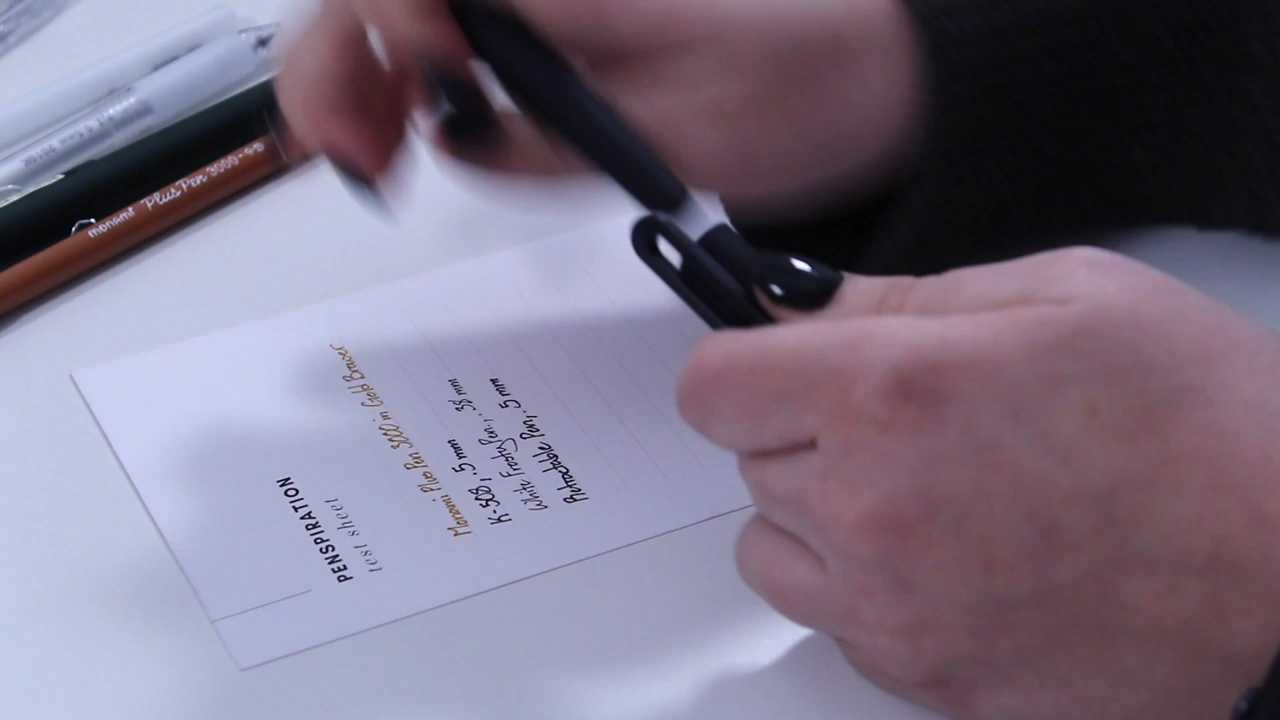 PENSPIRATION
test sheet
Monami Plus Pen 3000 in Gold Brown
K-508, .5 mm
White Frosty Pen, .38 mm
Retractable Pen, .5 mm
monami Plus Pen 3000